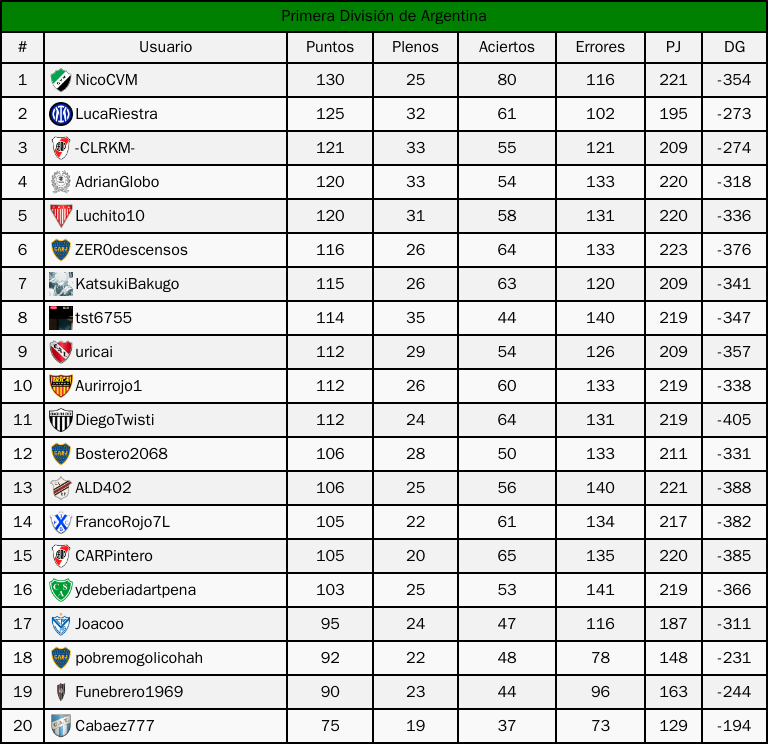 Primera División de Argentina
# Usuario Puntos Plenos Aciertos Errores PJ DG
1 NicoCVM 130 25 80 116 221 -354
2 LucaRiestra 125 32 61 102 195 -273
3 -CLRKM- 121 33 55 121 209 -274
4 AdrianGlobo 120 33 54 133 220 -318
5 Luchito10 120 31 58 131 220 -336
6 ZER0descensos 116 26 64 133 223 -376
7 KatsukiBakugo 115 26 63 120 209 -341
8 tst6755 114 35 44 140 219 -347
9 uricai 112 29 54 126 209 -357
10 Aurirrojo1 112 26 60 133 219 -338
11 DiegoTwisti 112 24 64 131 219 -405
12 Bostero2068 106 28 50 133 211 -331
13 ALD402 106 25 56 140 221 -388
14 FrancoRojo7L 105 22 61 134 217 -382
15 CARPintero 105 20 65 135 220 -385
16 ydeberiadartpena 103 25 53 141 219 -366
17 Joacoo 95 24 47 116 187 -311
18 pobremogolicohah 92 22 48 78 148 -231
19 Funebrero1969 90 23 44 96 163 -244
20 Cabaez777 75 19 37 73 129 -194